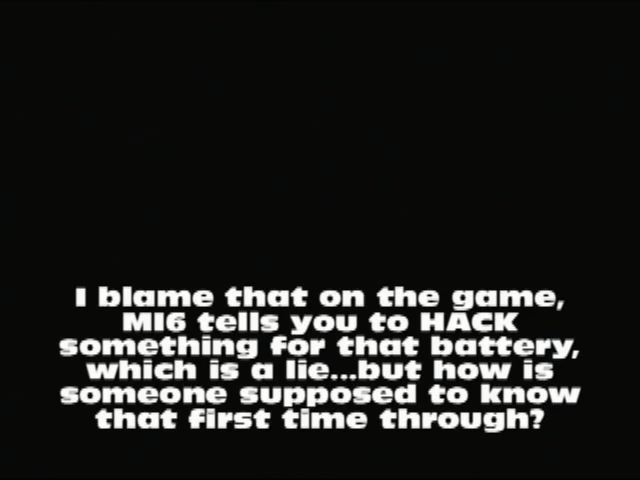 I blame that on the game,
MI6 tells you to HACK
something for that battery,
which is a lie...but how is
someone supposed to know
that first time through?